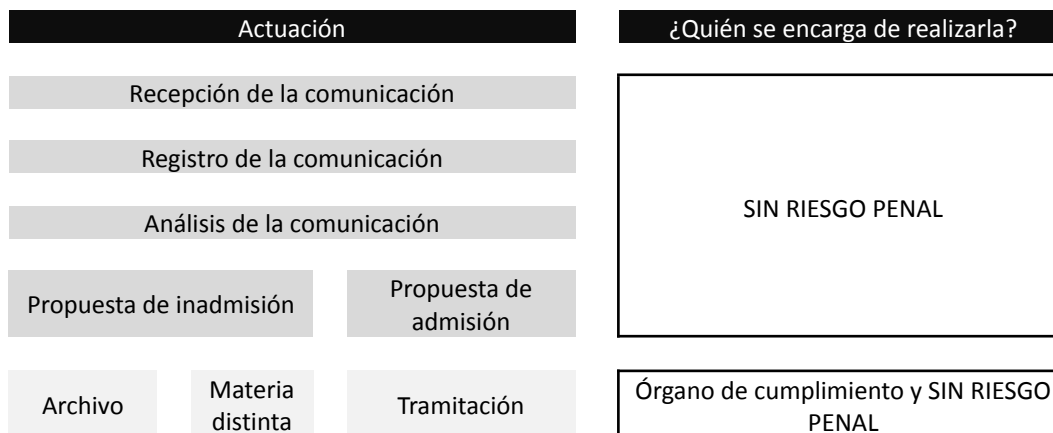 Actuación
¿Quién se encarga de realizarla?
Recepción de la comunicación
Registro de la comunicación
Análisis de la comunicación
SIN RIESGO PENAL
Propuesta de inadmisión
Propuesta de
admisión
Archivo
Materia
distinta
Tramitación
Órgano de cumplimiento y SIN RIESGO
PENAL